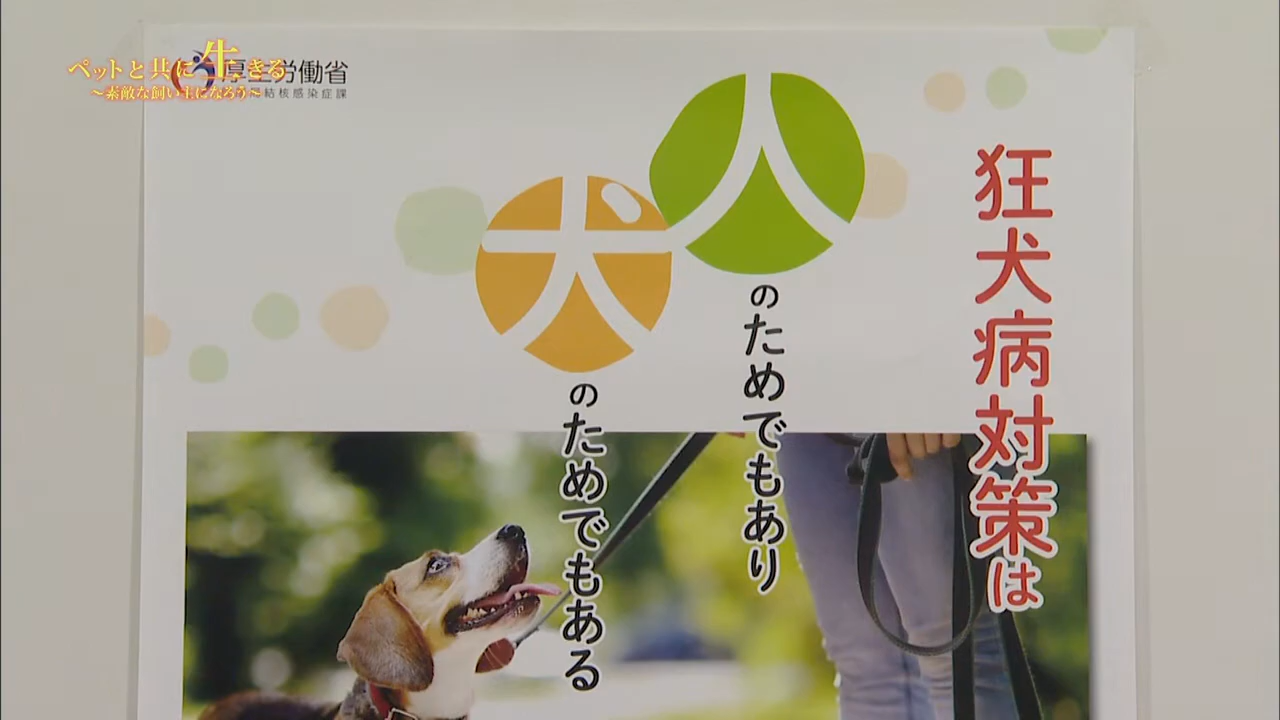 ペットと共に生きる
～素敵な飼い主になろう～
厚生労働省
結核感染症課
狂犬病対策は
人のためでもあり
犬のためでもある